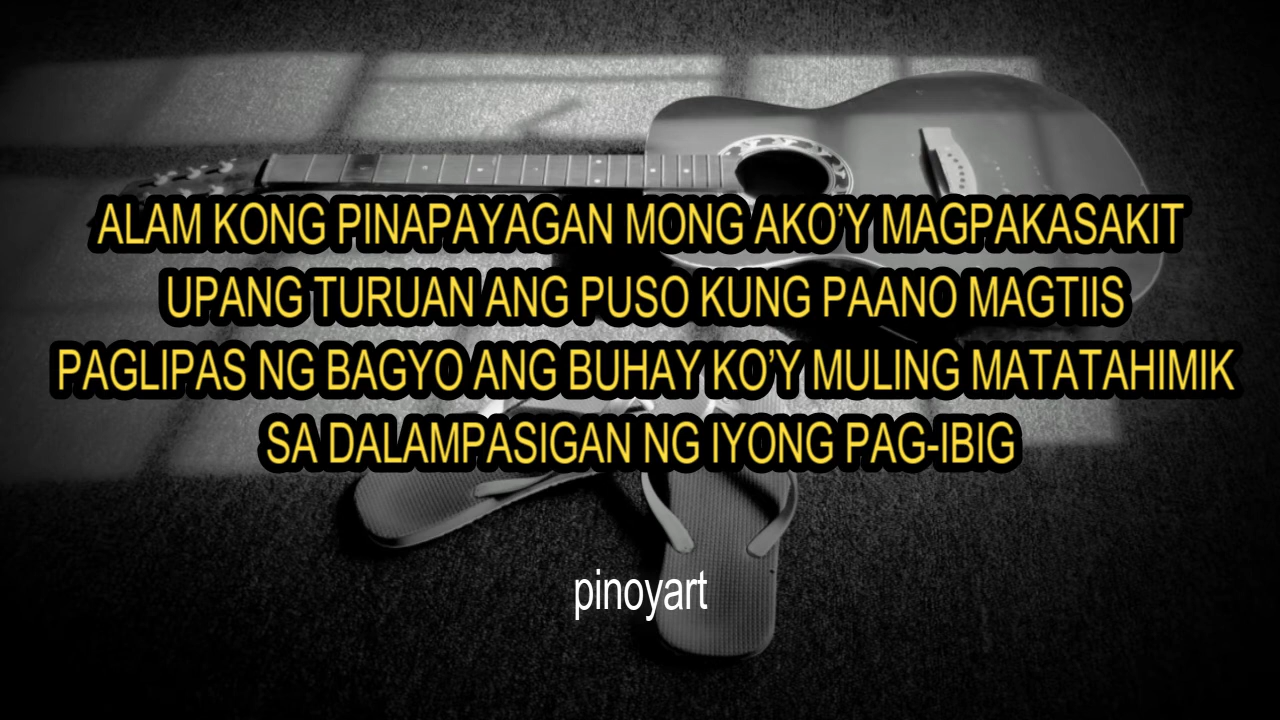 ALAM KONG PINAPAYAGAN MONG AKO’Y MAGPAKASAKIT
UPANG TURUAN ANG PUSO KUNG PAANO MAGTIIS
PAGLIPAS NG BAGYO ANG BUHAY KO’Y MULING MATATAHIMIK
SA DALAMPASIGAN NG IYONG PAG-IBIG
pinoyart